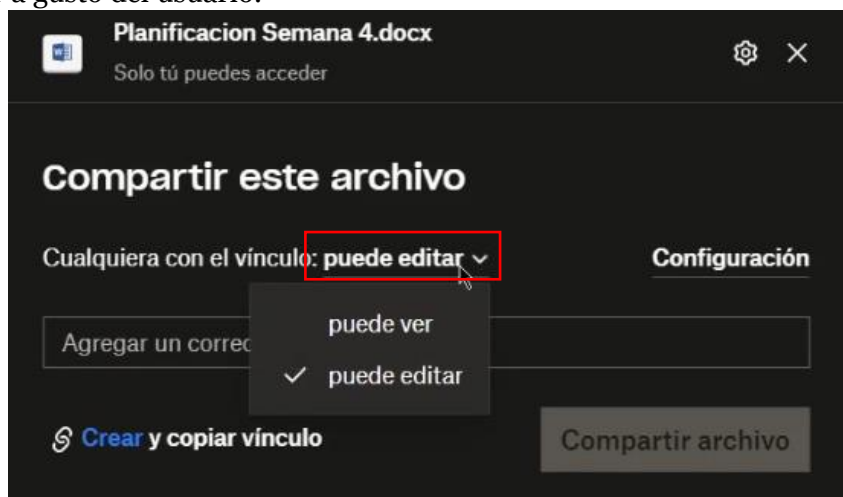 a gusto del usuario.
Planificacion Semana 4.docx
Solo tú puedes acceder
Compartir este archivo
Cualquiera con el vínculo: puede editar
Configuración
puede ver
Agregar un correo
puede editar
Crear y copiar vínculo
Compartir archivo